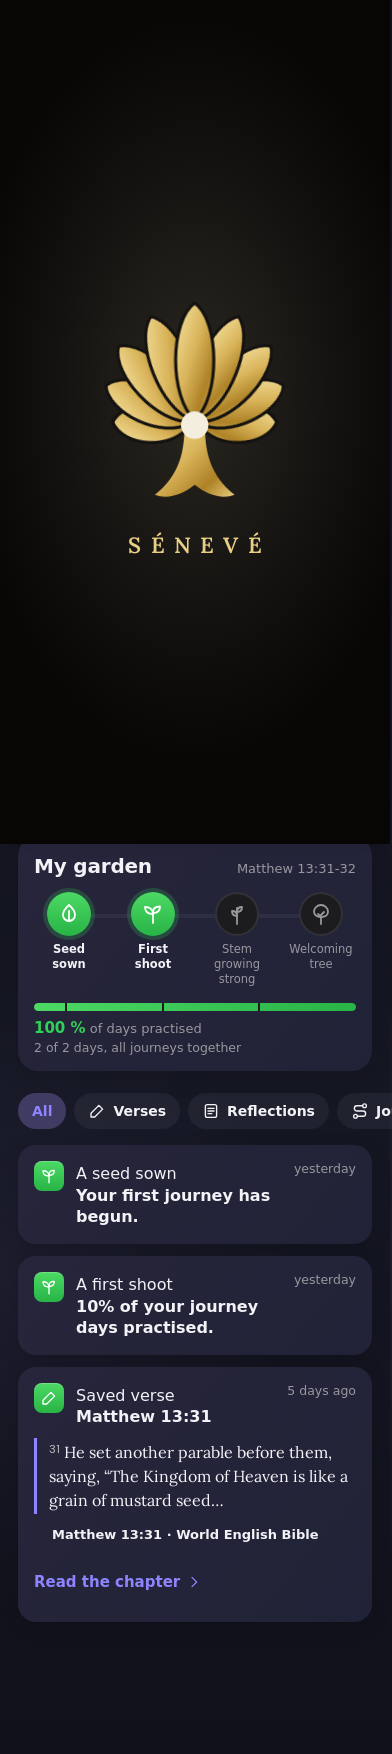 SÉNEVÉ
My garden
Matthew 13:31-32
Seed sown
First shoot
Stem growing strong
Welcoming tree
100 % of days practised
2 of 2 days, all journeys together
All
Verses
Reflections
Jo
A seed sown
yesterday
Your first journey has
begun.
A first shoot
yesterday
10% of your journey
days practised.
Saved verse
5 days ago
Matthew 13:31
31 He set another parable before them,
saying, “The Kingdom of Heaven is like a
grain of mustard seed…
Matthew 13:31 · World English Bible
Read the chapter